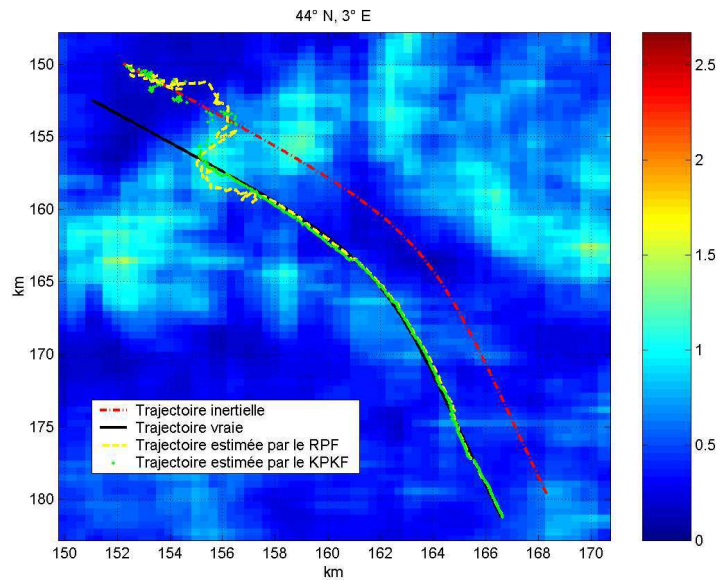 44° N, 3° E
150
155
160
165
170
175
180
km
Trajectoire inertielle
Trajectoire vraie
Trajectoire estimée par le RPF
Trajectoire estimée par le KPKF
150 152 154 156 158 160 162 164 166 168 170
km
2.5
2
1.5
1
0.5
0